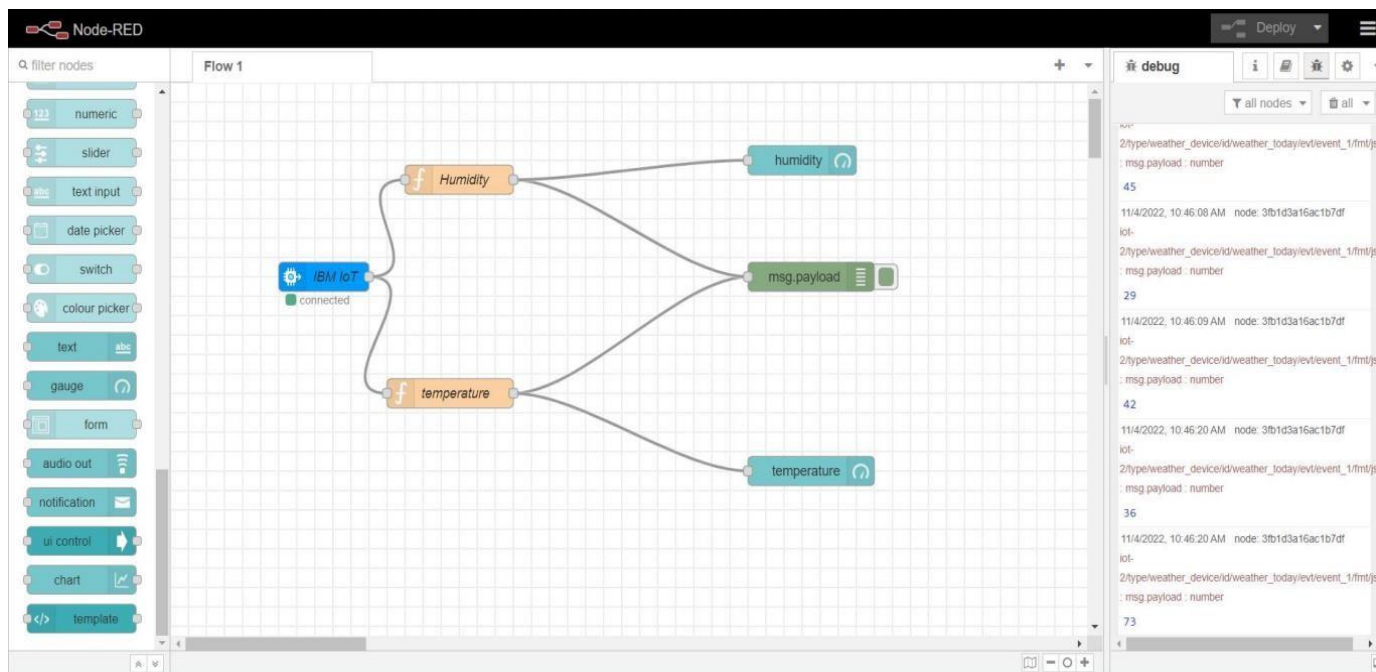 Node-RED
Deploy
filter nodes
Flow 1
debug
i
all nodes
all
123 numeric
slider
abc text input
date picker
switch
colour picker
text abc
gauge
form
audio out
notification
ui control
chart
</> template
Humidity
humidity
IBM IoT
connected
msg.payload
temperature
temperature
iot-
2/type/weather_device/id/weather_today/evt/event_1/fmt/js
: msg.payload : number
45
11/4/2022, 10:46:08 AM node: 3fb1d3a16ac1b7df
iot-
2/type/weather_device/id/weather_today/evt/event_1/fmt/js
: msg.payload : number
29
11/4/2022, 10:46:09 AM node: 3fb1d3a16ac1b7df
iot-
2/type/weather_device/id/weather_today/evt/event_1/fmt/js
: msg.payload : number
42
11/4/2022, 10:46:20 AM node: 3fb1d3a16ac1b7df
iot-
2/type/weather_device/id/weather_today/evt/event_1/fmt/js
: msg.payload : number
36
11/4/2022, 10:46:20 AM node: 3fb1d3a16ac1b7df
iot-
2/type/weather_device/id/weather_today/evt/event_1/fmt/js
: msg.payload : number
73